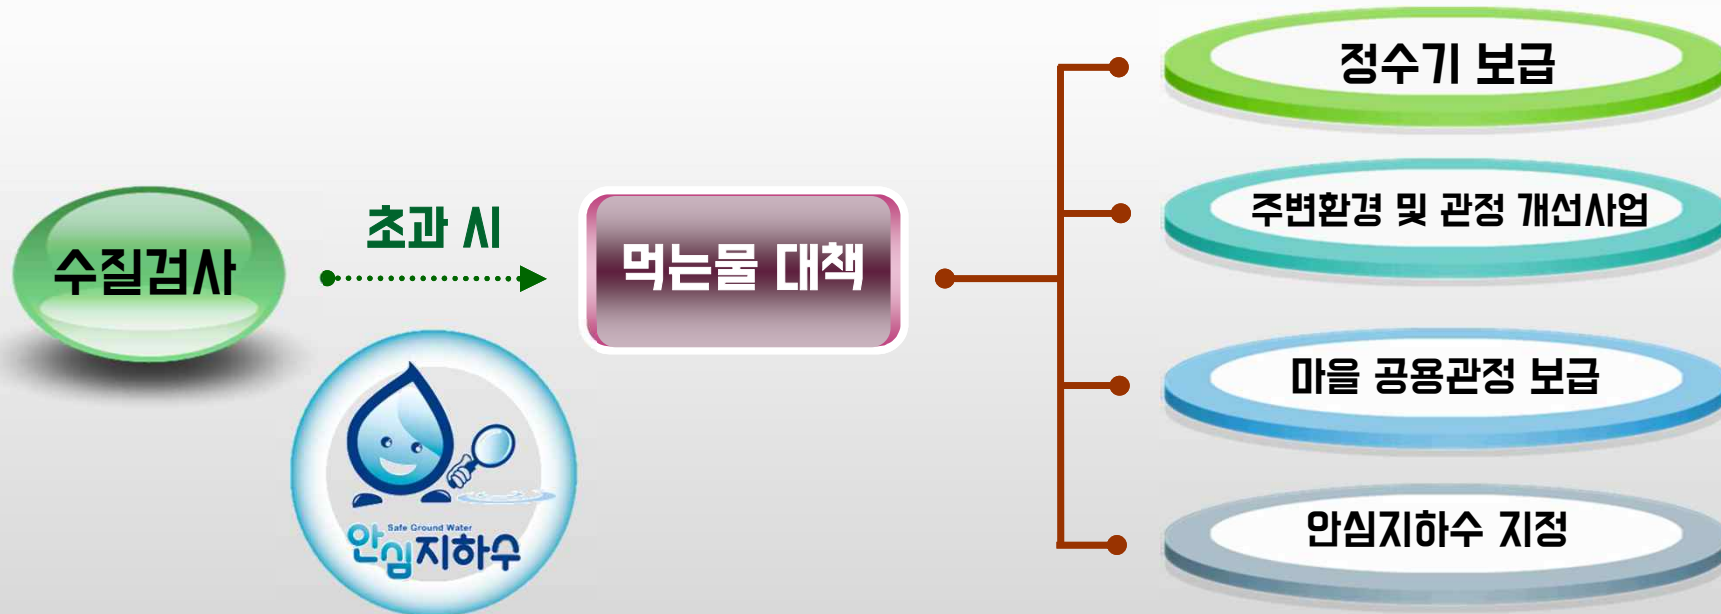 수질검사
초과 시
먹는물 대책
정수기 보급
주변환경 및 관정 개선사업
마을 공용관정 보급
안심지하수 지정
Safe Ground Water
안심지하수